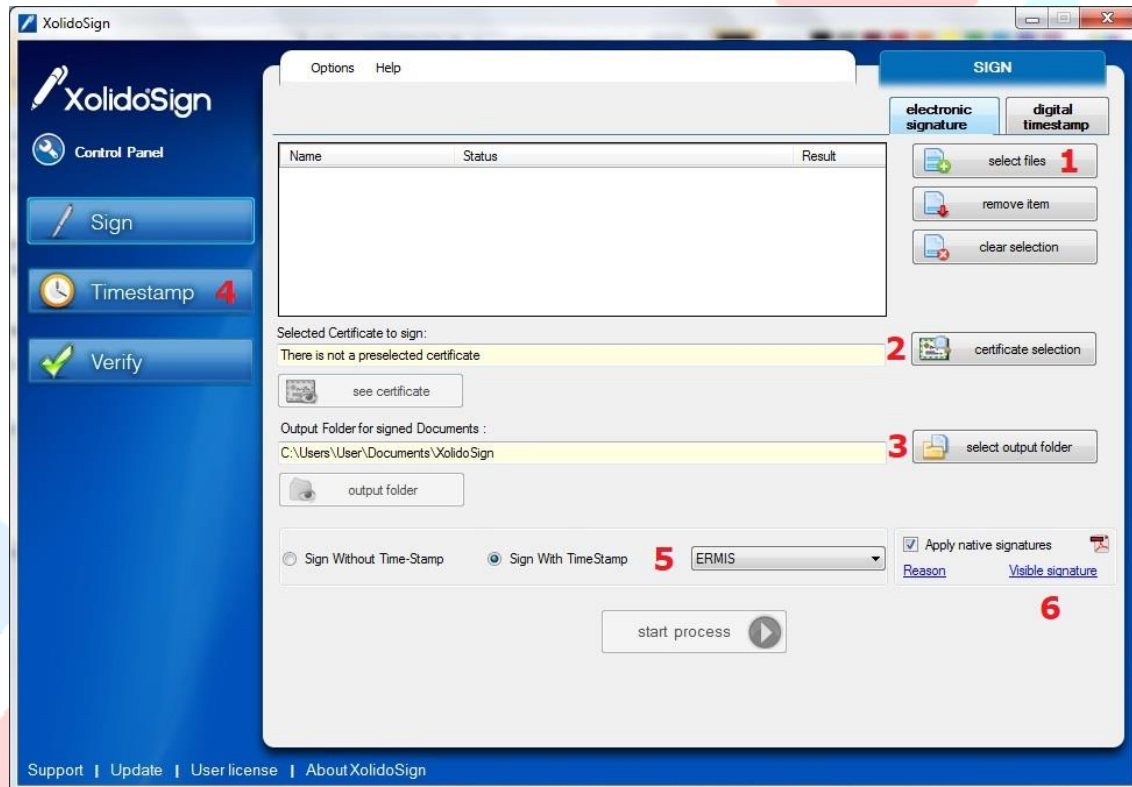 XolidoSign
Options Help
SIGN
XolidoSign
electronic signature
digital timestamp
Control Panel
Name Status Result
select files 1
remove item
Sign
clear selection
Timestamp 4
Selected Certificate to sign:
There is not a preselected certificate
2 certificate selection
Verify
see certificate
Output Folder for signed Documents :
C:\Users\User\Documents\XolidoSign
3 select output folder
output folder
Sign Without Time-Stamp Sign With TimeStamp 5 ERMIS
Apply native signatures
Reason Visible signature
6
start process
Support | Update | User license | About XolidoSign